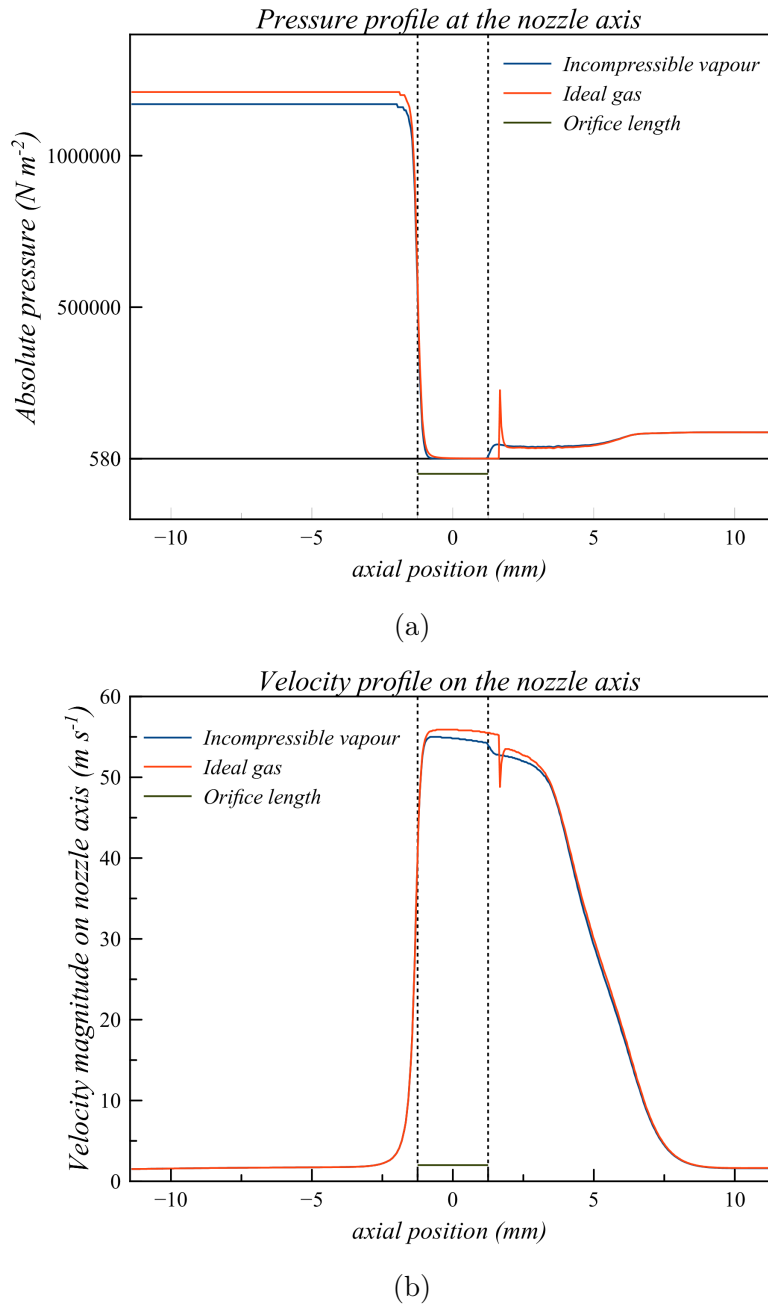 Pressure profile at the nozzle axis
Incompressible vapour
Ideal gas
Orifice length
Absolute pressure (N m-2)
1000000
500000
580
−10 −5 0 5 10
axial position (mm)
(a)
Velocity profile on the nozzle axis
Incompressible vapour
Ideal gas
Orifice length
Velocity magnitude on nozzle axis (m s-1)
60
50
40
30
20
10
0
−10 −5 0 5 10
axial position (mm)
(b)